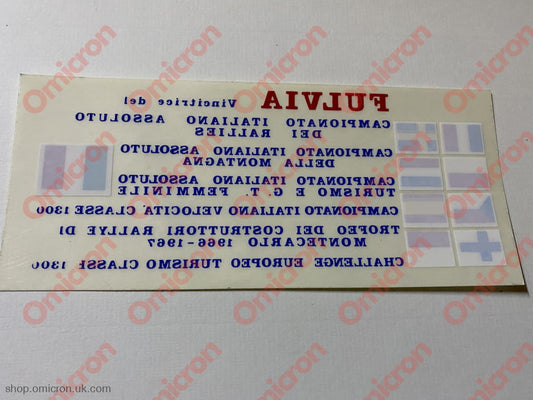 FULVIA Vincitrice del
CAMPIONATO ITALIANO ASSOLUTO
DEI RALLIES
CAMPIONATO ITALIANO ASSOLUTO
DELLA MONTAGNA
CAMPIONATO ITALIANO ASSOLUTO
TURISMO E G.T. FEMMINILE
CAMPIONATO ITALIANO VELOCITA' CLASSE 1300
TROFEO DEI COSTRUTTORI RALLYE DI
MONTECARLO 1966-1967
CHALLENGE EUROPEO TURISMO CLASSE 1300
Omicron
shop.omicron.uk.com